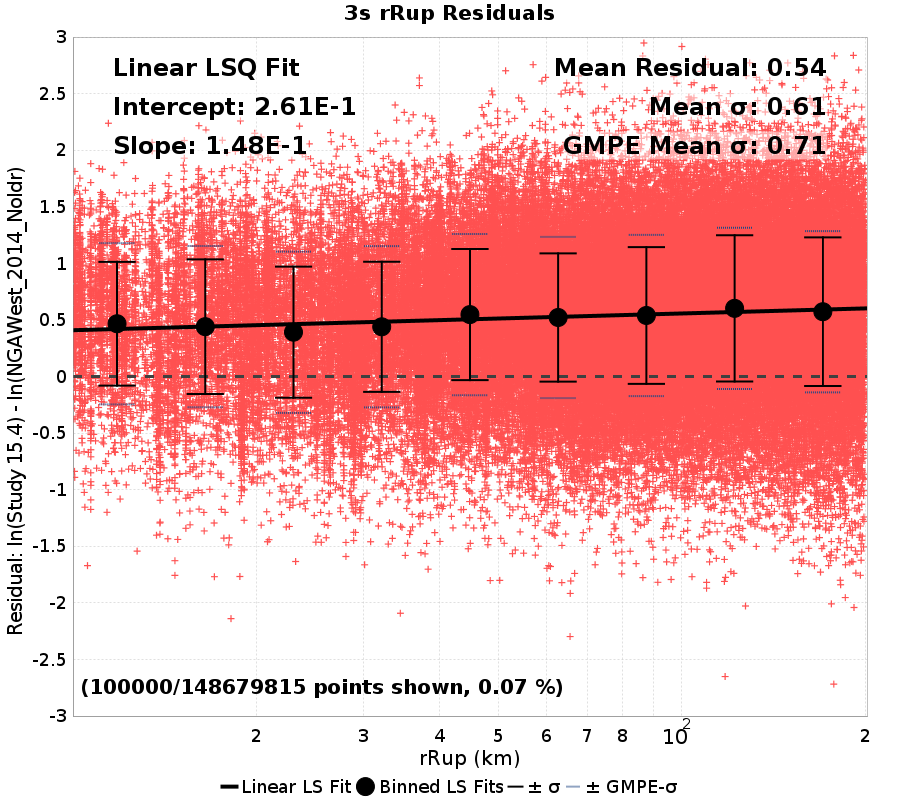 3s rRup Residuals
Linear LSQ Fit
Intercept: 2.61E-1
Slope: 1.48E-1
Mean Residual: 0.54
Mean σ: 0.61
GMPE Mean σ: 0.71
Residual: ln(Study 15.4) - ln(NGAWest_2014_NoIdr)
3
2.5
2
1.5
1
0.5
0
-0.5
-1
-1.5
-2
-2.5
-3
(100000/148679815 points shown, 0.07 %)
2 3 4 5 6 7 8 10² 2
rRup (km)
Linear LS Fit Binned LS Fits ± σ ± GMPE-σ